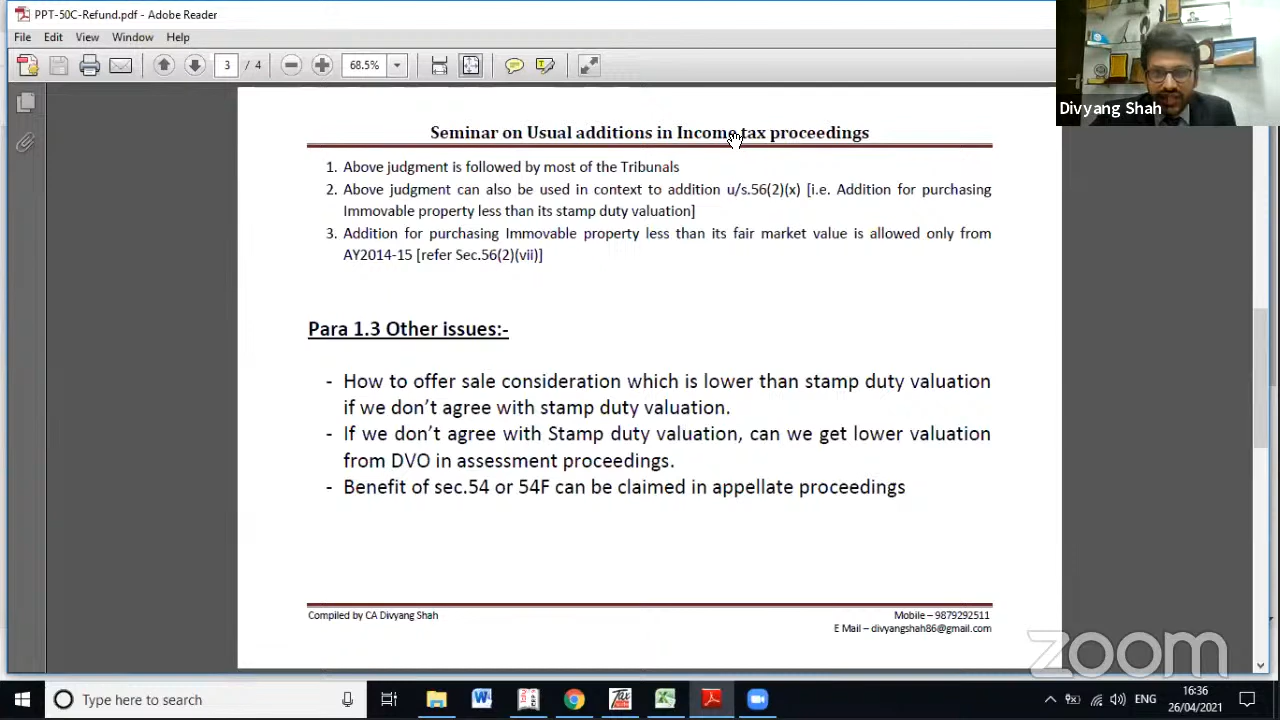 PPT-50C-Refund.pdf - Adobe Reader
File Edit View Window Help
3 / 4 68.5%
Divyang Shah
Seminar on Usual additions in Income tax proceedings
1. Above judgment is followed by most of the Tribunals
2. Above judgment can also be used in context to addition u/s.56(2)(x) [i.e. Addition for purchasing
Immovable property less than its stamp duty valuation]
3. Addition for purchasing Immovable property less than its fair market value is allowed only from
AY2014-15 [refer Sec.56(2)(vii)]
Para 1.3 Other issues:-
- How to offer sale consideration which is lower than stamp duty valuation
if we don't agree with stamp duty valuation.
- If we don't agree with Stamp duty valuation, can we get lower valuation
from DVO in assessment proceedings.
- Benefit of sec.54 or 54F can be claimed in appellate proceedings
Compiled by CA Divyang Shah
Mobile – 9879292511
E Mail – divyangshah86@gmail.com
zoom
Type here to search
ENG
16:36
26/04/2021